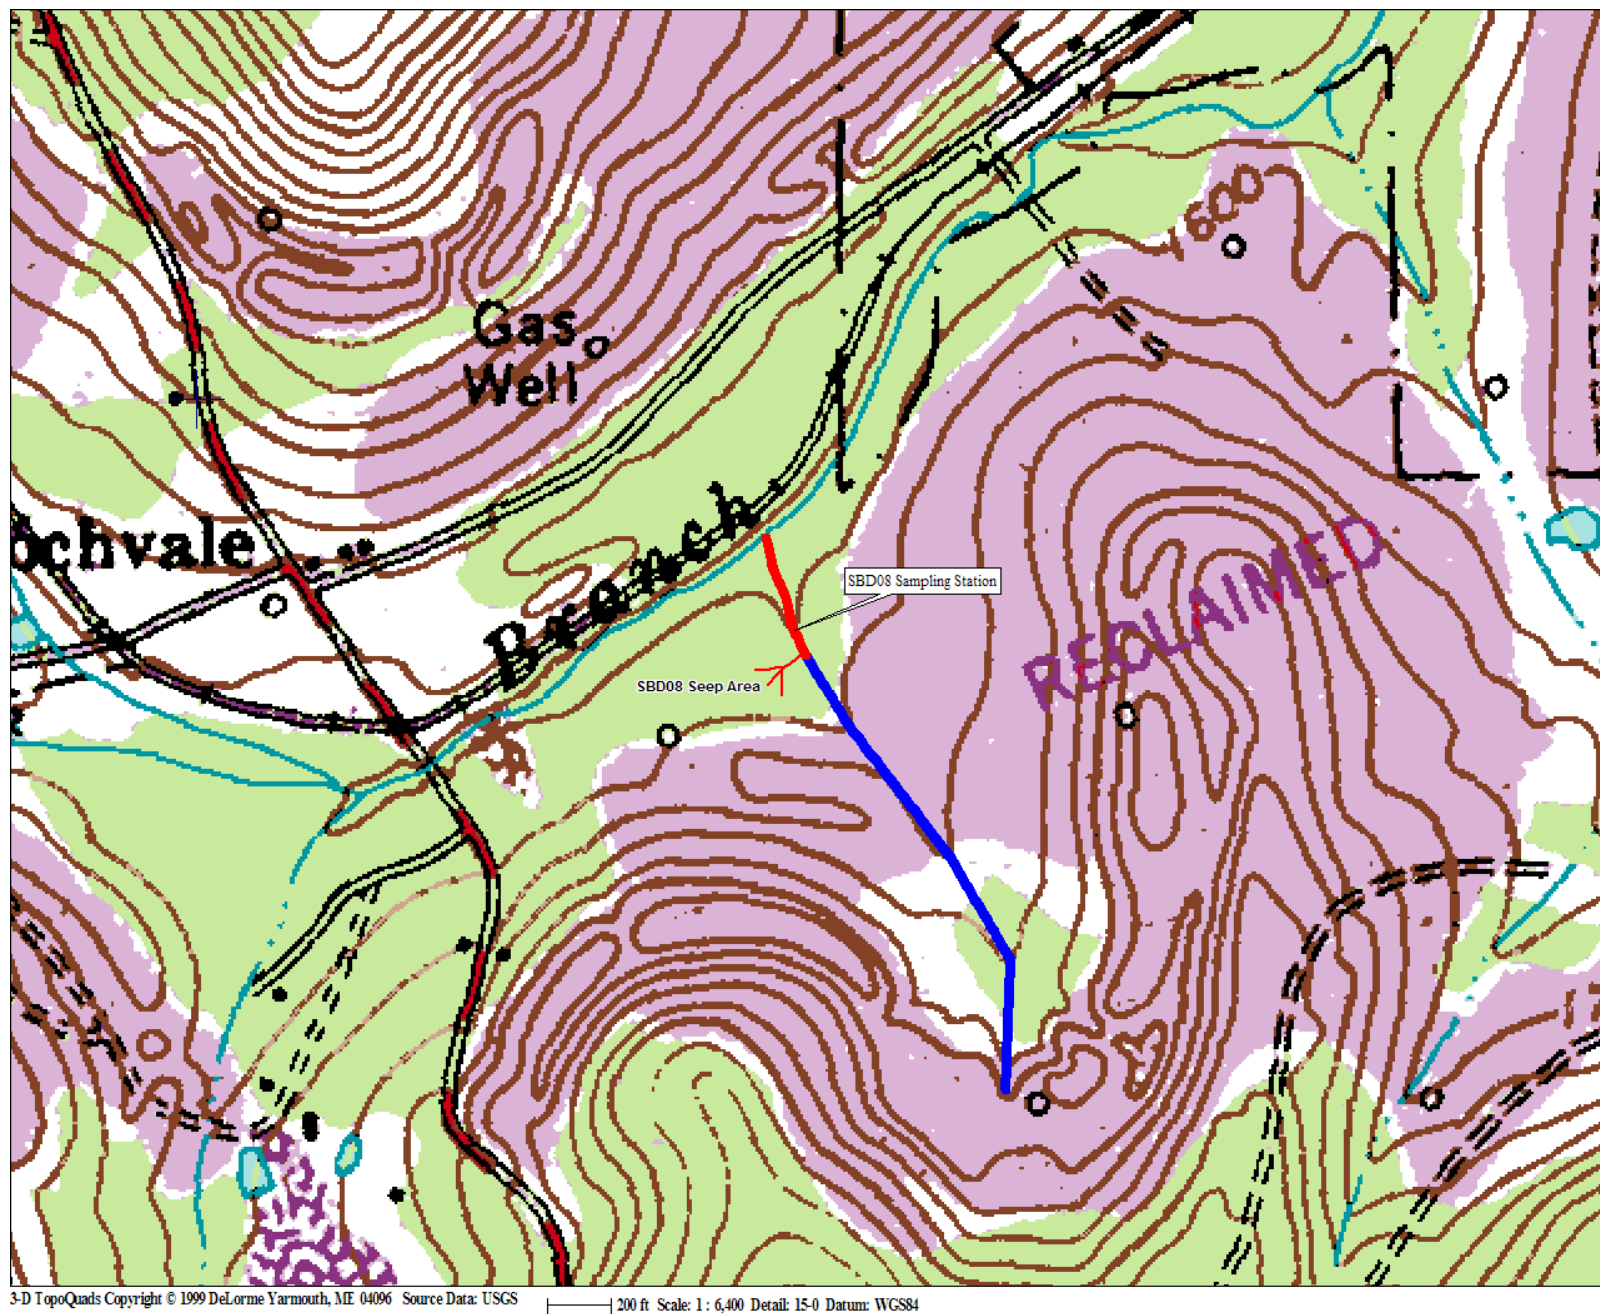 600
Gas
Well
ochvale
Branch
RECLAIMED
SBD08 Sampling Station
SBD08 Seep Area
3-D TopoQuads Copyright © 1999 DeLorme Yarmouth, ME 04096 Source Data: USGS
200 ft Scale: 1 : 6,400 Detail: 15-0 Datum: WGS84